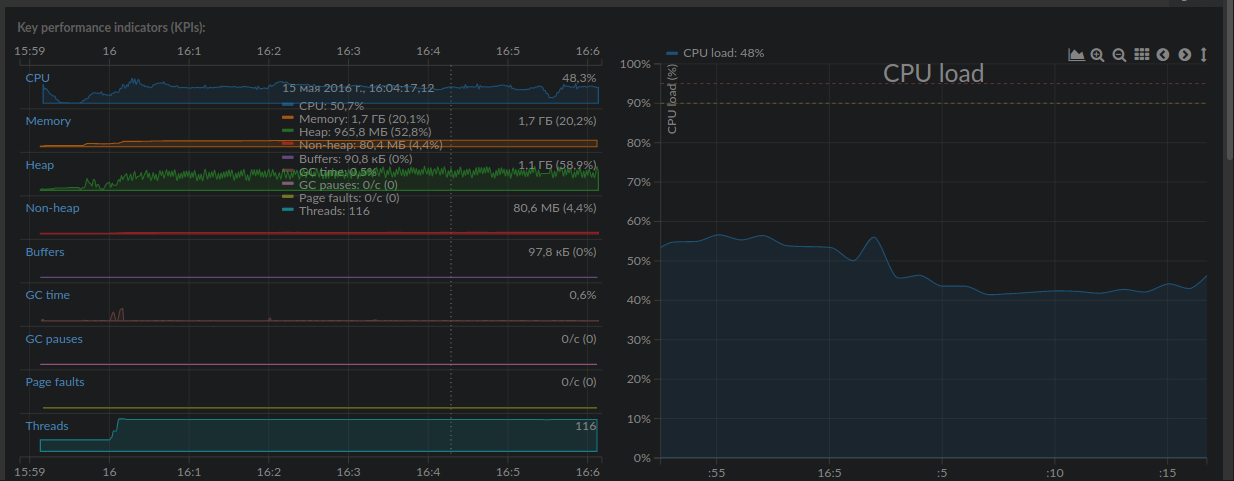 Key performance indicators (KPIs):
15:59 16 16:1 16:2 16:3 16:4 16:5 16:6
CPU 48,3%
15 мая 2016 г., 16:04:17,12
CPU: 50,7%
Memory 1,7 ГБ (20,2%)
Memory: 1,7 ГБ (20,1%)
Heap: 965,8 МБ (52,8%)
Non-heap: 80,4 МБ (4,4%)
Heap 1,1 ГБ (58,9%)
Buffers: 90,8 кБ (0%)
GC time: 0,5%
GC pauses: 0/с (0)
Page faults: 0/с (0)
Threads: 116
Non-heap 80,6 МБ (4,4%)
Buffers 97,8 кБ (0%)
GC time 0,6%
GC pauses 0/с (0)
Page faults 0/с (0)
Threads 116
15:59 16 16:1 16:2 16:3 16:4 16:5 16:6
CPU load: 48%
CPU load
CPU load (%)
100%
90%
80%
70%
60%
50%
40%
30%
20%
10%
0%
:55 16:5 :5 :10 :15